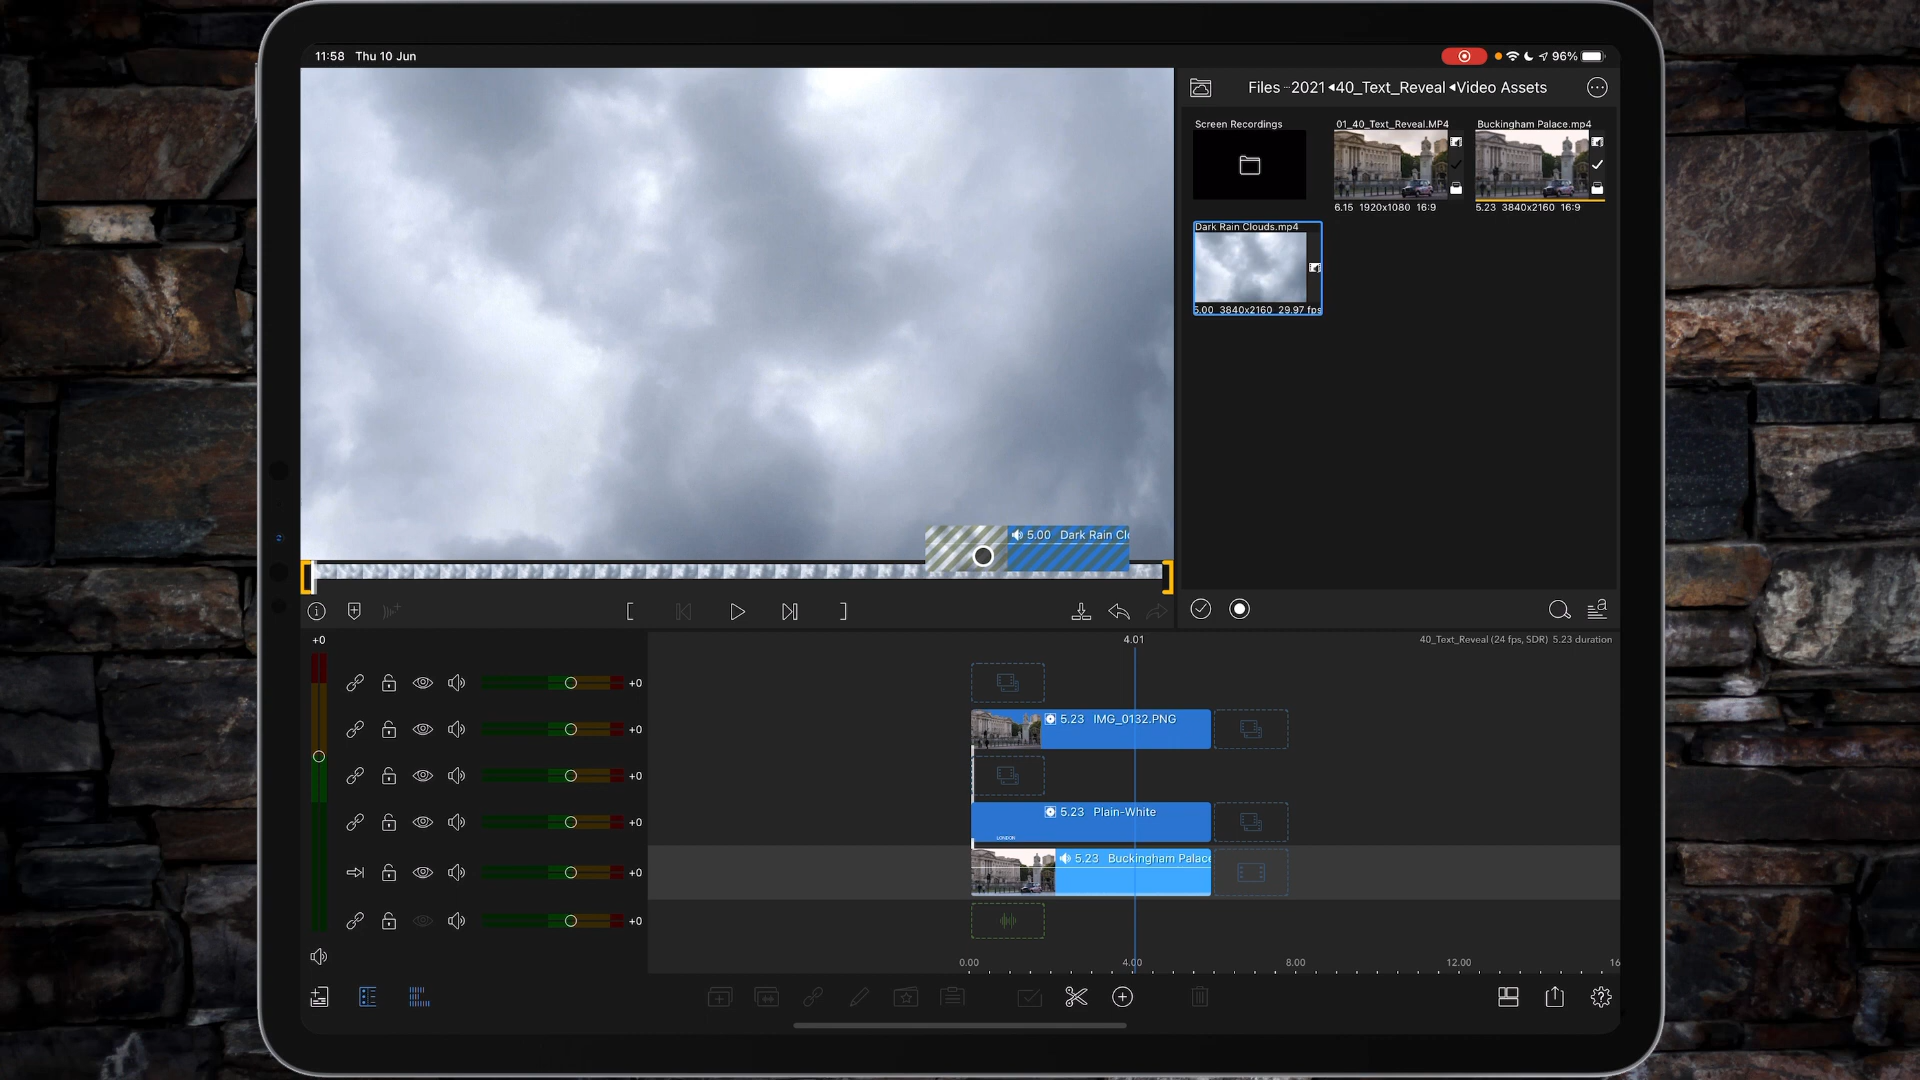 11:58 Thu 10 Jun
96%
Files 2021 40_Text_Reveal Video Assets
Screen Recordings
01_40_Text_Reveal.MP4
Buckingham Palace.mp4
6.15 1920x1080 16:9
5.23 3840x2160 16:9
Dark Rain Clouds.mp4
5.00 3840x2160 29.97 fps
5.00 Dark Rain Clo
+0
4.01
40_Text_Reveal (24 fps, SDR) 5.23 duration
+0
5.23 IMG_0132.PNG
+0
+0
5.23 Plain-White
LONDON
+0
5.23 Buckingham Palace
+0
+0
0.00 4.00 8.00 12.00 16